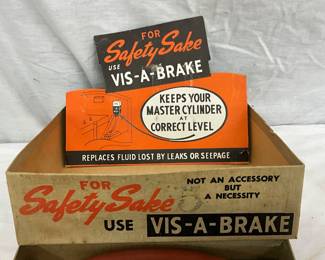 FOR
Safety Sake
USE VIS-A-BRAKE
KEEPS YOUR
MASTER CYLINDER
AT
CORRECT LEVEL
REPLACES FLUID LOST BY LEAKS OR SEEPAGE
FOR
Safety Sake
NOT AN ACCESSORY
BUT
A NECESSITY
USE VIS-A-BRAKE